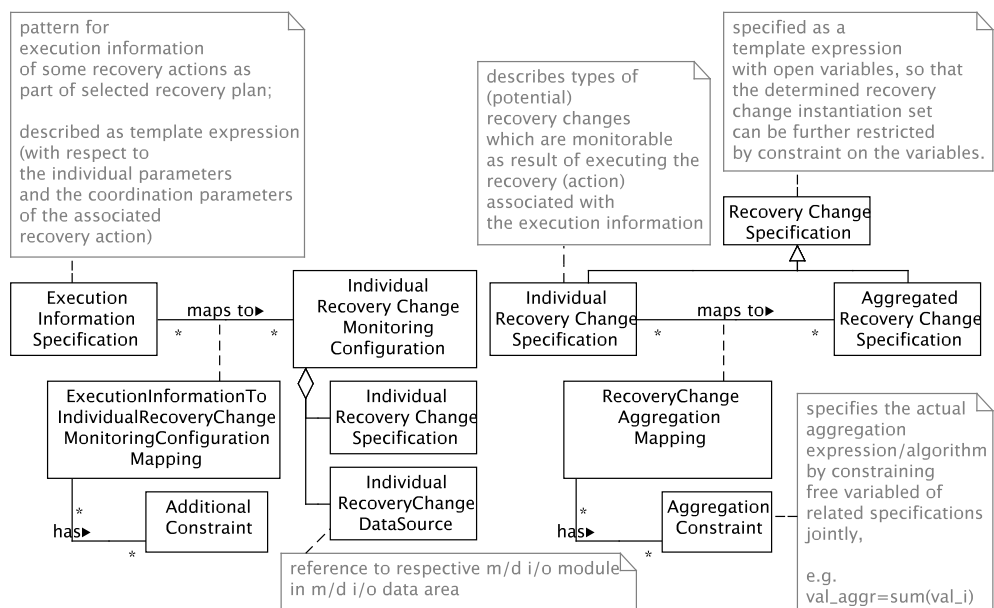 pattern for
execution information
of some recovery actions as
part of selected recovery plan;
described as template expression
(with respect to
the individual parameters
and the coordination parameters
of the associated
recovery action)
describes types of
(potential)
recovery changes
which are monitorable
as result of executing the
recovery (action)
associated with
the execution information
specified as a
template expression
with open variables, so that
the determined recovery
change instantiation set
can be further restricted
by constraint on the variables.
Recovery Change
Specification
Execution
Information
Specification
maps to▶
*
*
Individual
Recovery Change
Monitoring
Configuration
Individual
Recovery Change
Specification
maps to▶
*
*
Aggregated
Recovery Change
Specification
ExecutionInformationTo
IndividualRecoveryChange
MonitoringConfiguration
Mapping
Individual
Recovery Change
Specification
RecoveryChange
Aggregation
Mapping
specifies the actual
aggregation
expression/algorithm
by constraining
free variabled of
related specifications
jointly,
e.g.
val_aggr=sum(val_i)
Individual
RecoveryChange
DataSource
*
has▶
*
Additional
Constraint
*
has▶
*
Aggregation
Constraint
reference to respective m/d i/o module
in m/d i/o data area